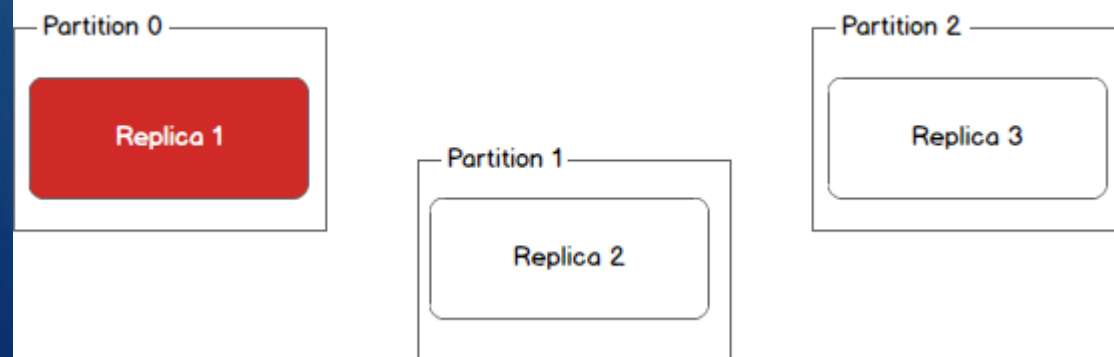 Partition 0
Replica 1
Partition 1
Replica 2
Partition 2
Replica 3